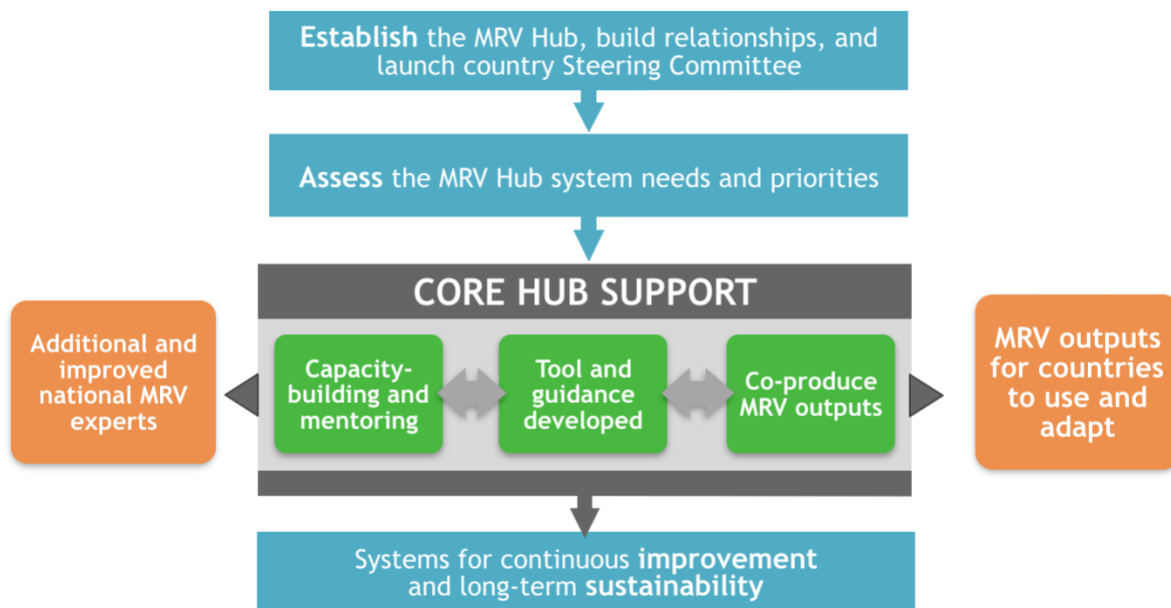 Establish the MRV Hub, build relationships, and
launch country Steering Committee
Assess the MRV Hub system needs and priorities
CORE HUB SUPPORT
Additional and
improved
national MRV
experts
Capacity-
building and
mentoring
Tool and
guidance
developed
Co-produce
MRV outputs
MRV outputs
for countries
to use and
adapt
Systems for continuous improvement
and long-term sustainability